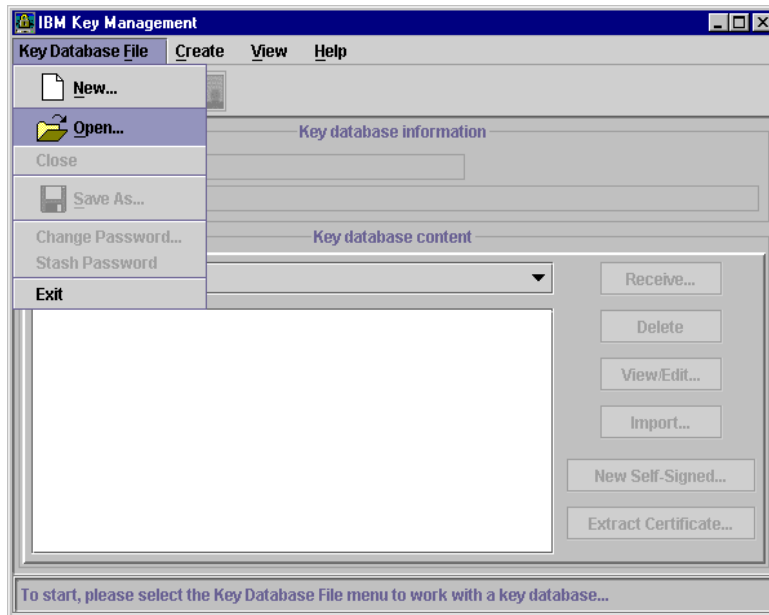 IBM Key Management
Key Database File Create View Help
New...
Open...
Key database information
Close
Save As...
Change Password...
Key database content
Stash Password
Exit
Receive...
Delete
View/Edit...
Import...
New Self-Signed...
Extract Certificate...
To start, please select the Key Database File menu to work with a key database...